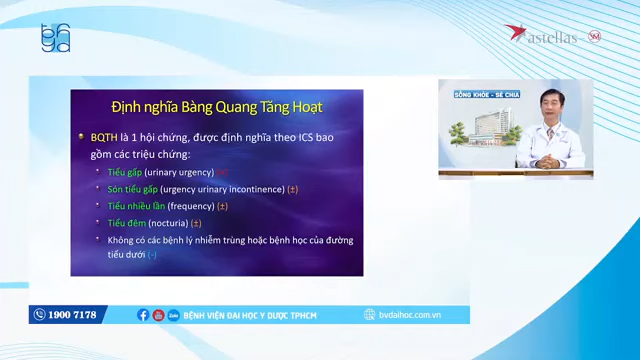 astellas
SỐNG KHỎE - SẺ CHIA
Định nghĩa Bàng Quang Tăng Hoạt
BQTH là 1 hội chứng, được định nghĩa theo ICS bao
gồm các triệu chứng:
Tiểu gấp (urinary urgency)
Són tiểu gấp (urgency urinary incontinence) (±)
Tiểu nhiều lần (frequency) (±)
Tiểu đêm (nocturia) (±)
Không có các bệnh lý nhiễm trùng hoặc bệnh học của đường
tiểu dưới (-)
1900 7178
Zalo
BỆNH VIỆN ĐẠI HỌC Y DƯỢC TPHCM
bvdaihoc.com.vn